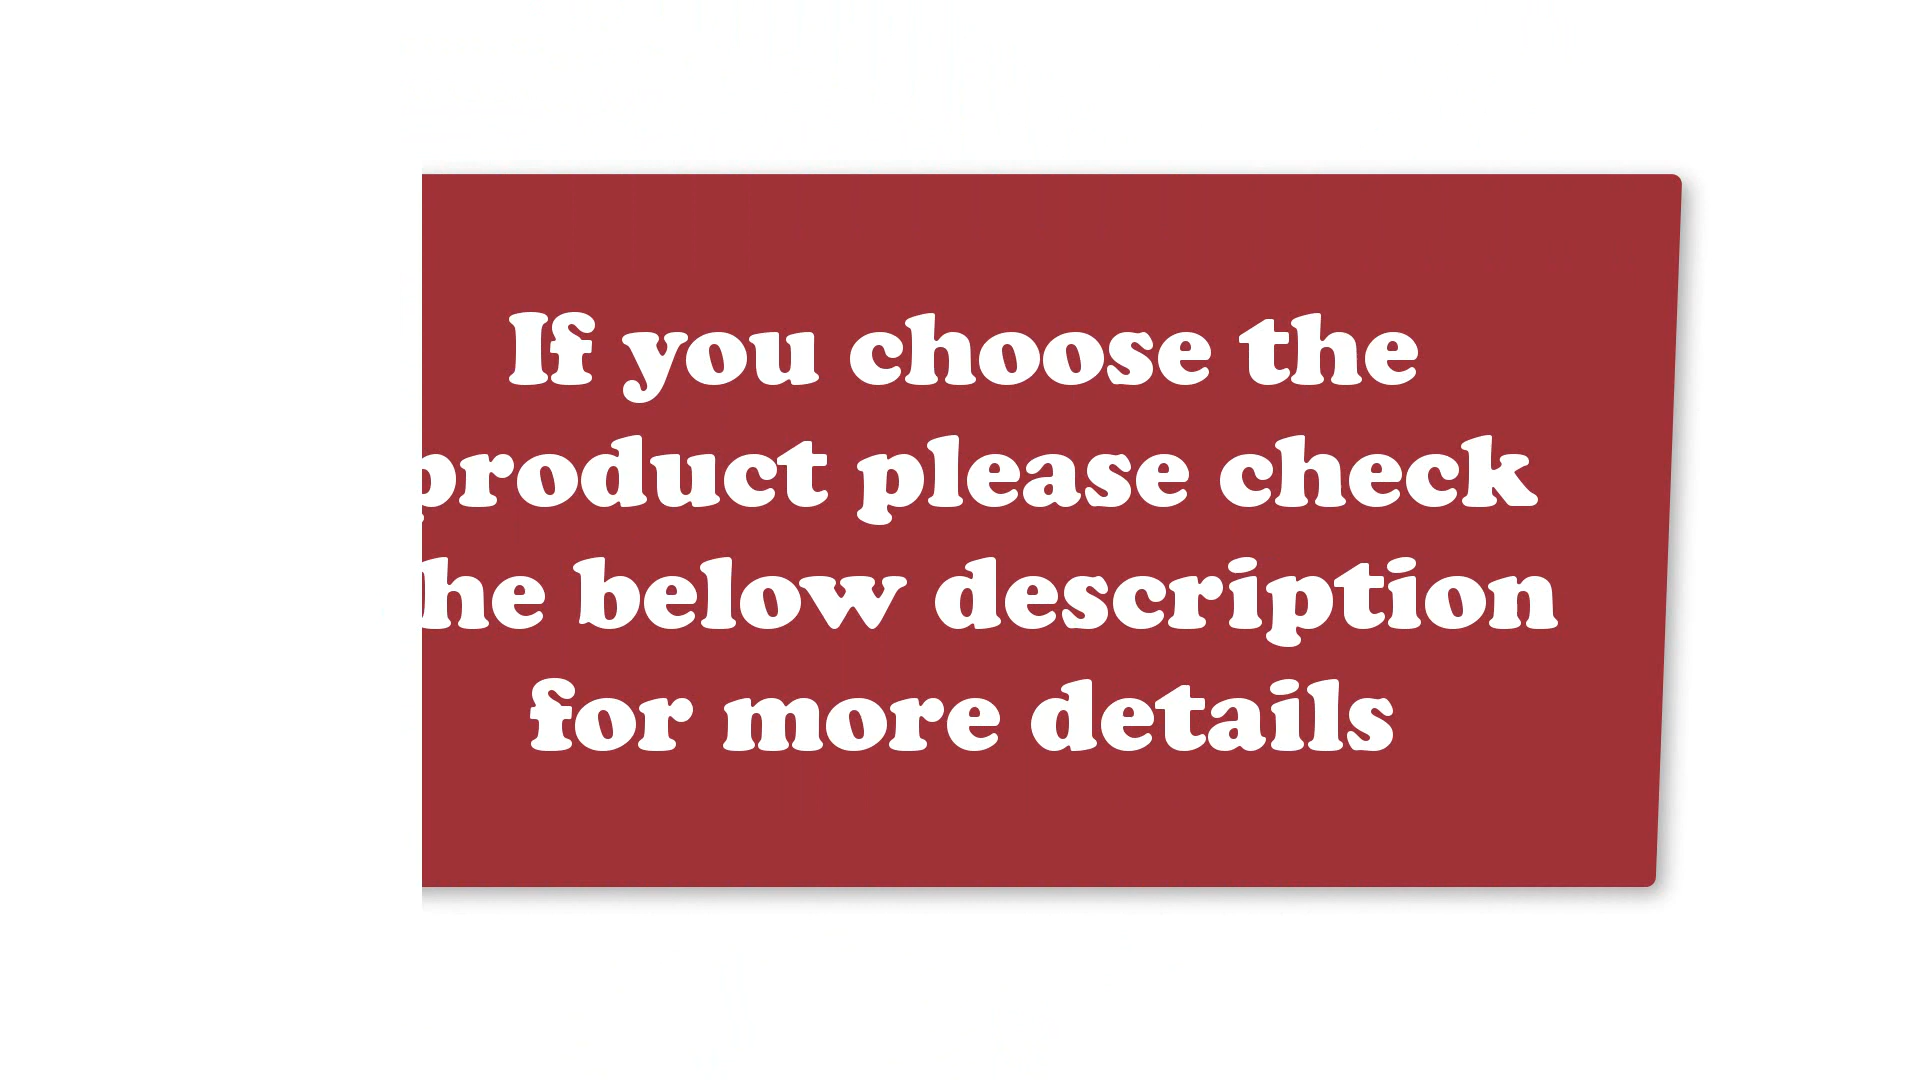 If you choose the
product please check
he below description
for more details